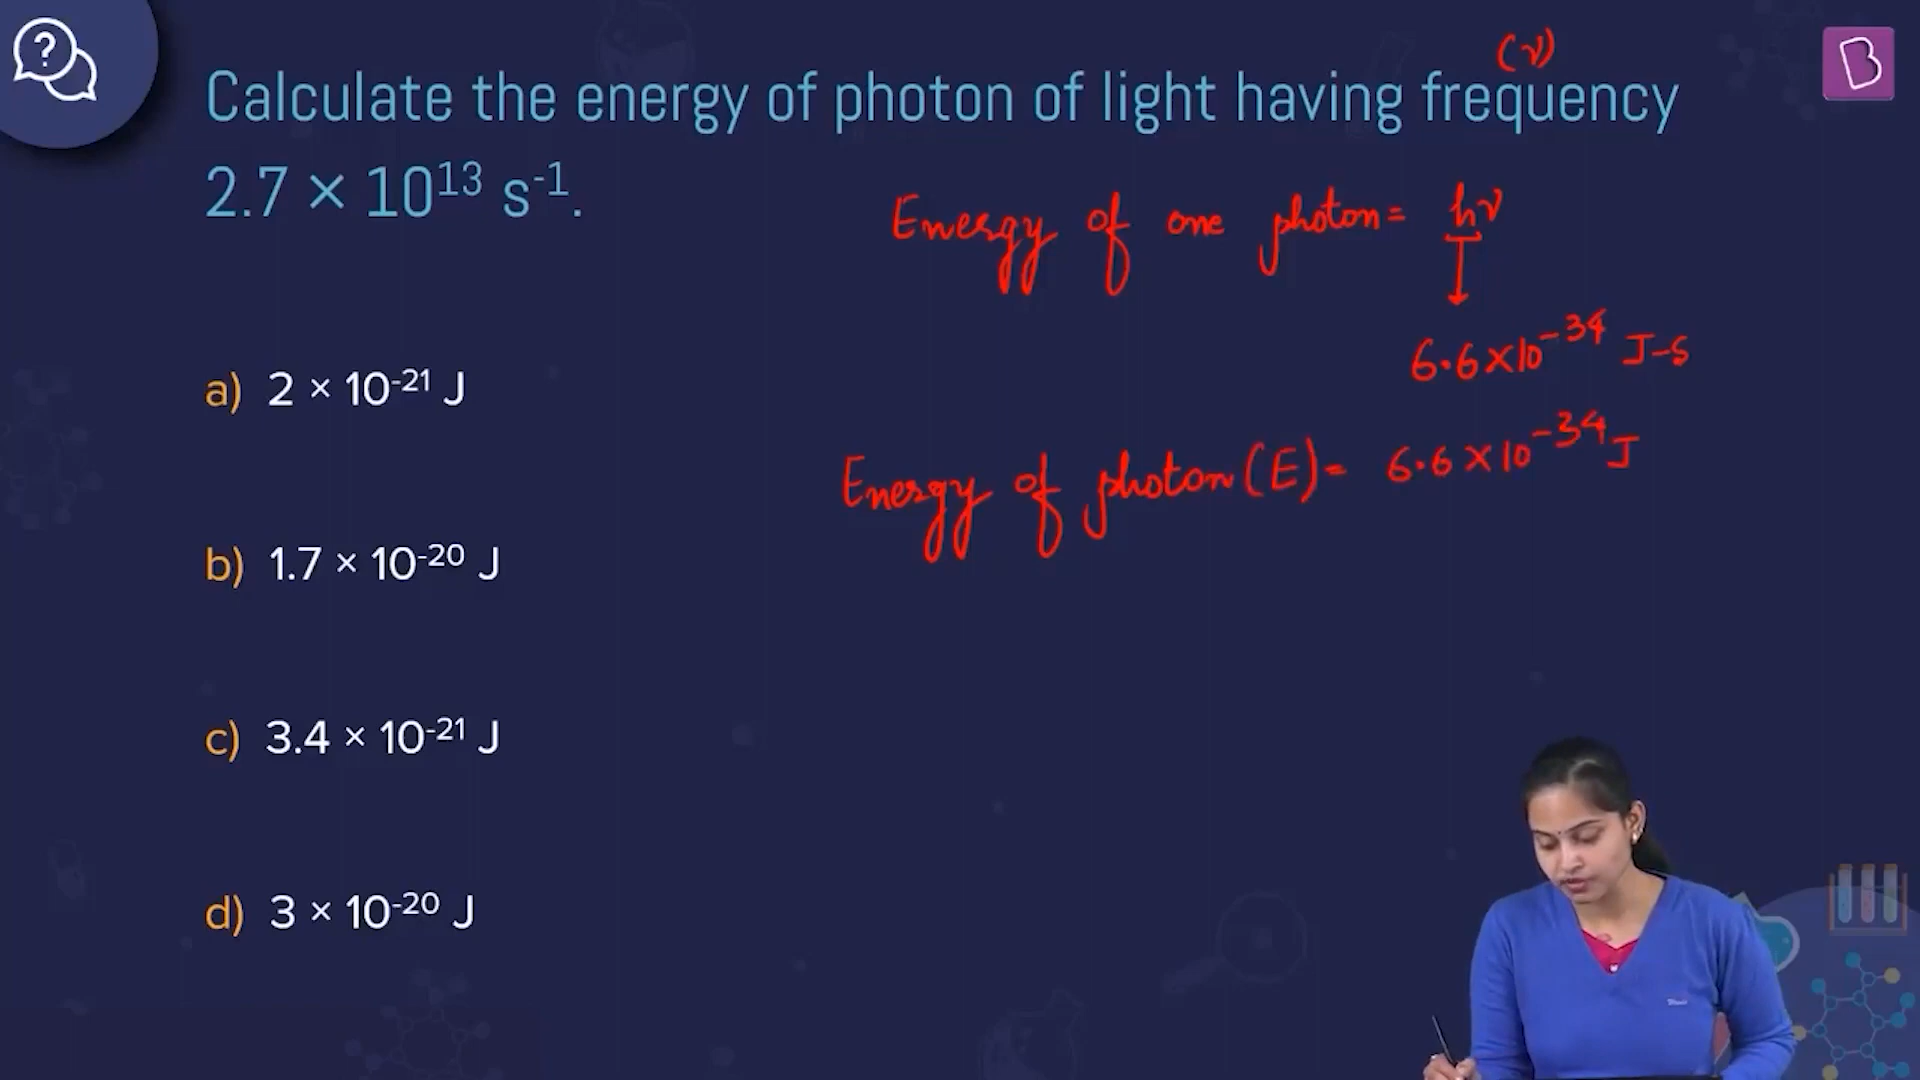 (ν)
Calculate the energy of photon of light having frequency
2.7 × 10¹³ s⁻¹.
Energy of one photon = hν
6.6×10⁻³⁴ J-s
a) 2 × 10⁻²¹ J
Energy of photon (E) = 6.6×10⁻³⁴ J
b) 1.7 × 10⁻²⁰ J
c) 3.4 × 10⁻²¹ J
d) 3 × 10⁻²⁰ J